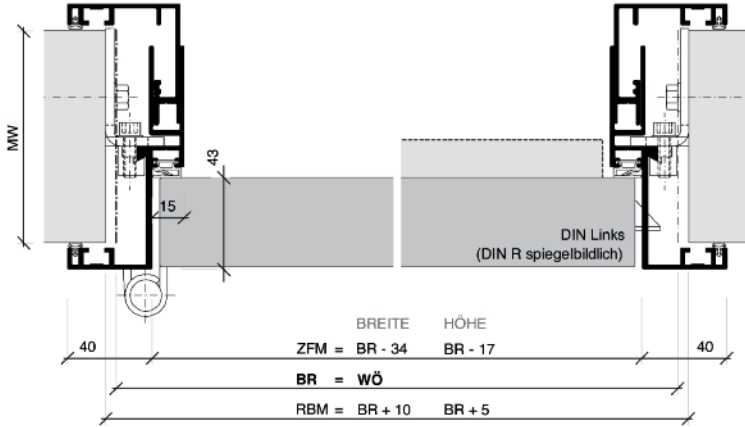 MW
43
15
DIN Links
(DIN R spiegelbildlich)
BREITE HÖHE
40 ZFM = BR - 34 BR - 17 40
BR = WÖ
RBM = BR + 10 BR + 5